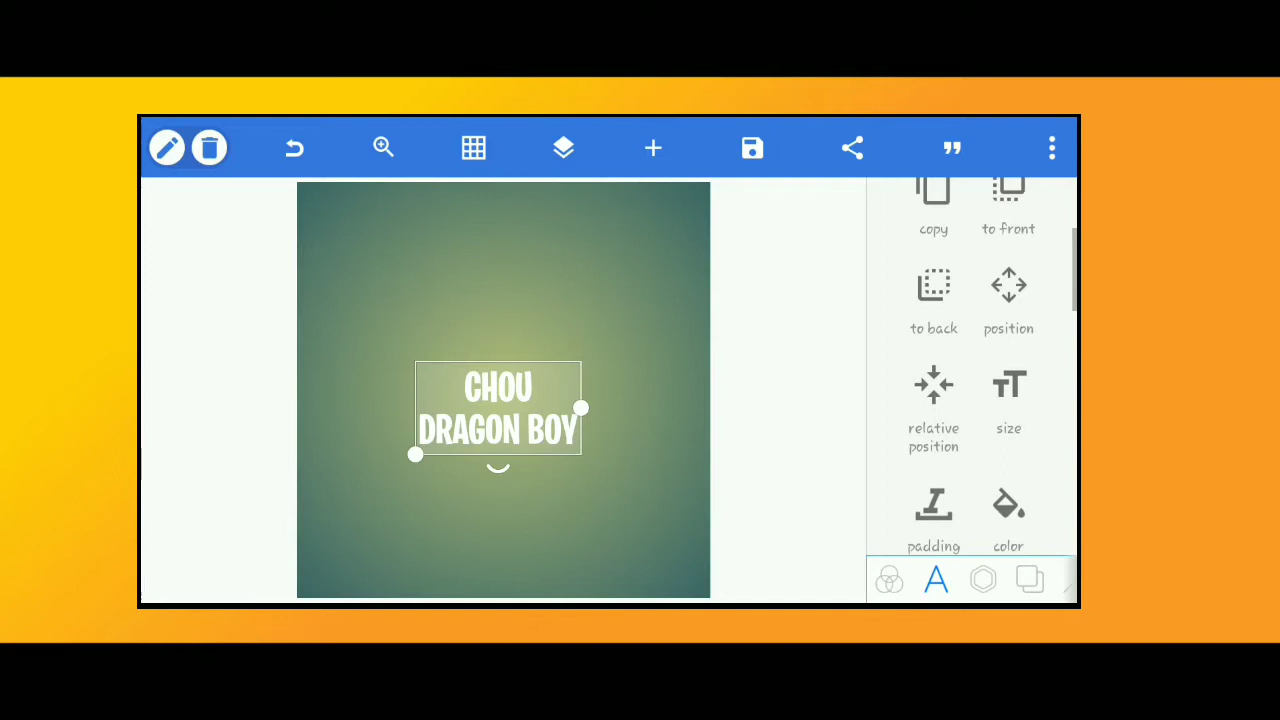 copy
to front
to back
position
relative
position
size
padding
color
CHOU
DRAGON BOY